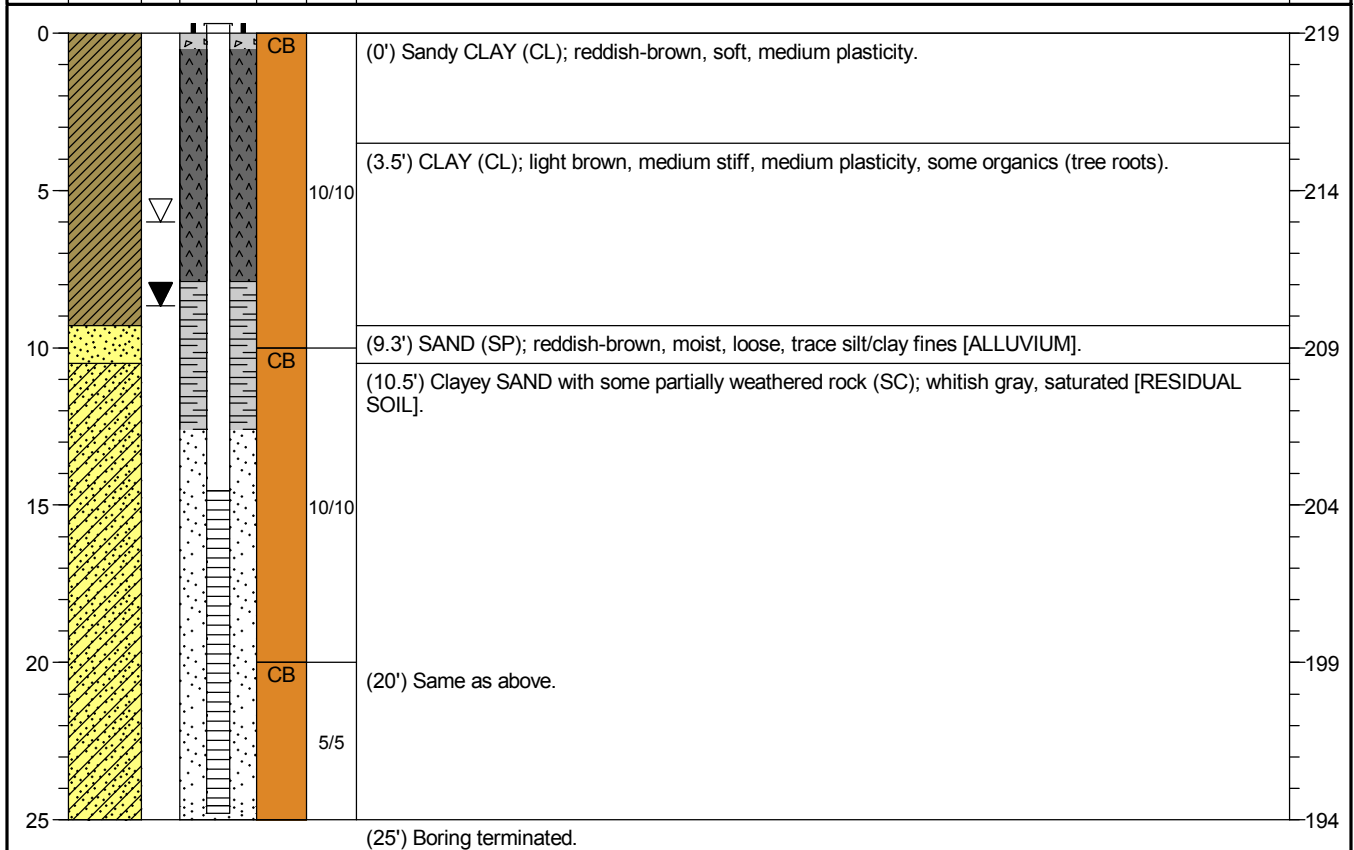 0
CB
(0') Sandy CLAY (CL); reddish-brown, soft, medium plasticity.
219
(3.5') CLAY (CL); light brown, medium stiff, medium plasticity, some organics (tree roots).
5
10/10
214
(9.3') SAND (SP); reddish-brown, moist, loose, trace silt/clay fines [ALLUVIUM].
10
CB
209
(10.5') Clayey SAND with some partially weathered rock (SC); whitish gray, saturated [RESIDUAL
SOIL].
15
10/10
204
20
CB
(20') Same as above.
199
5/5
25
194
(25') Boring terminated.